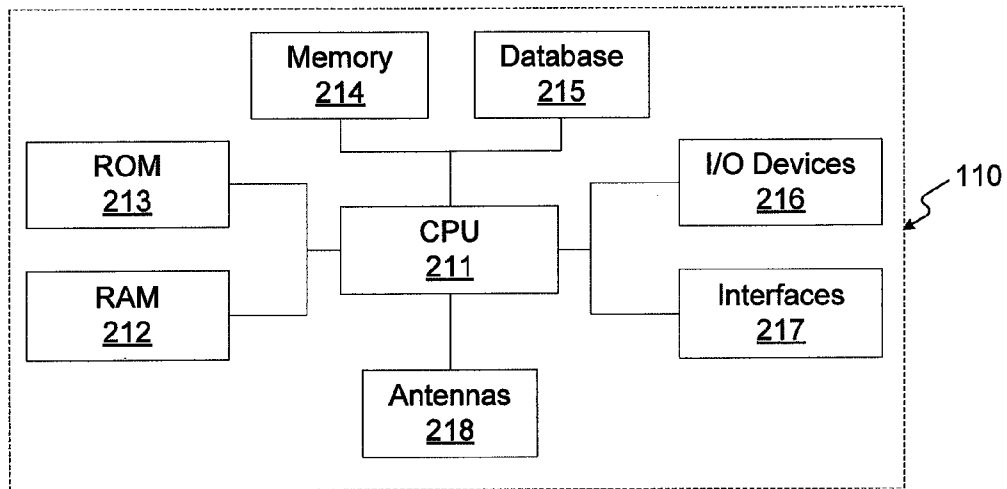 Memory
214
Database
215
ROM
213
I/O Devices
216
110
CPU
211
RAM
212
Interfaces
217
Antennas
218